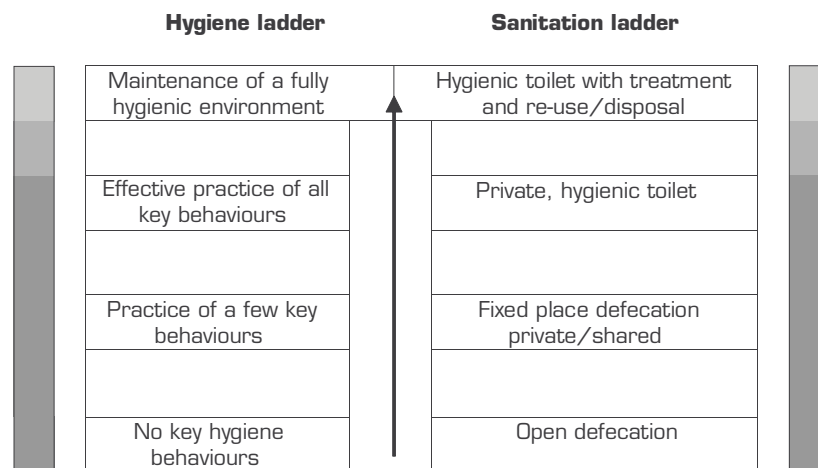 Hygiene ladder
Sanitation ladder
Maintenance of a fully
hygienic environment
Hygienic toilet with treatment
and re-use/disposal
Effective practice of all
key behaviours
Private, hygienic toilet
Practice of a few key
behaviours
Fixed place defecation
private/shared
No key hygiene
behaviours
Open defecation